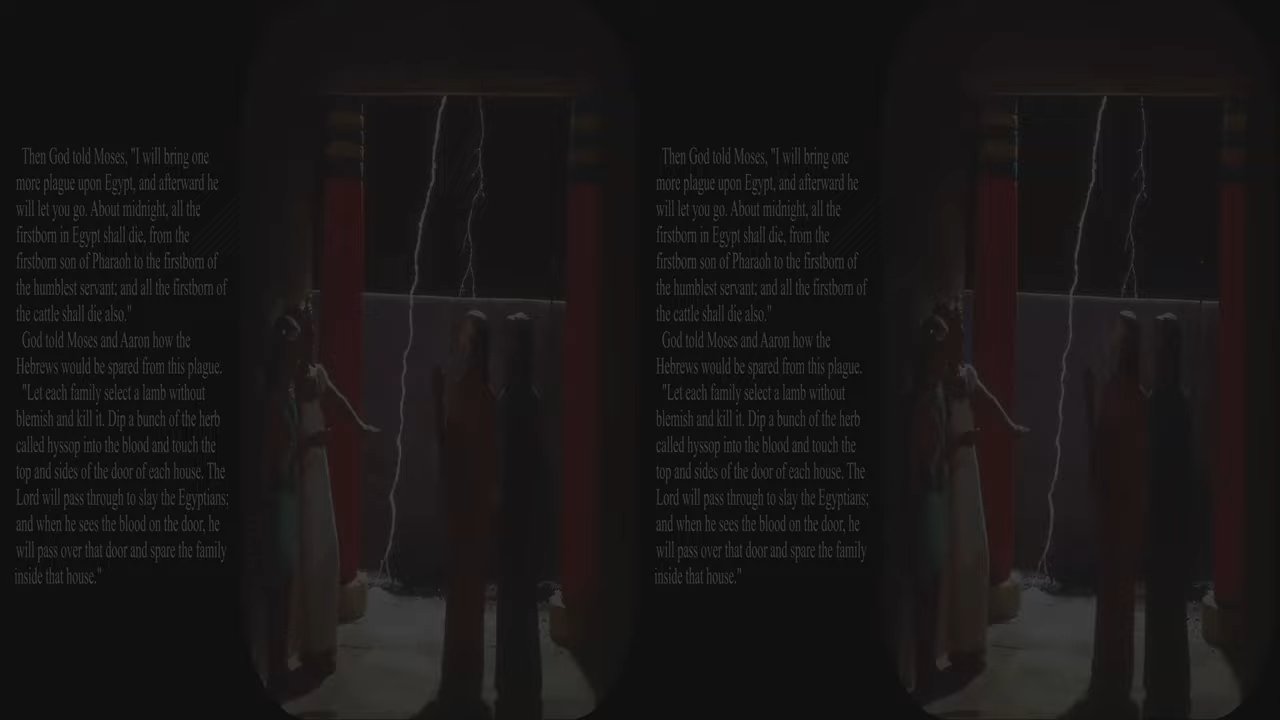 Then God told Moses, "I will bring one
more plague upon Egypt, and afterward he
will let you go. About midnight, all the
firstborn in Egypt shall die, from the
firstborn son of Pharaoh to the firstborn of
the humblest servant; and all the firstborn of
the cattle shall die also."
God told Moses and Aaron how the
Hebrews would be spared from this plague.
"Let each family select a lamb without
blemish and kill it. Dip a bunch of the herb
called hyssop into the blood and touch the
top and sides of the door of each house. The
Lord will pass through to slay the Egyptians;
and when he sees the blood on the door, he
will pass over that door and spare the family
inside that house."
Then God told Moses, "I will bring one
more plague upon Egypt, and afterward he
will let you go. About midnight, all the
firstborn in Egypt shall die, from the
firstborn son of Pharaoh to the firstborn of
the humblest servant; and all the firstborn of
the cattle shall die also."
God told Moses and Aaron how the
Hebrews would be spared from this plague.
"Let each family select a lamb without
blemish and kill it. Dip a bunch of the herb
called hyssop into the blood and touch the
top and sides of the door of each house. The
Lord will pass through to slay the Egyptians;
and when he sees the blood on the door, he
will pass over that door and spare the family
inside that house."